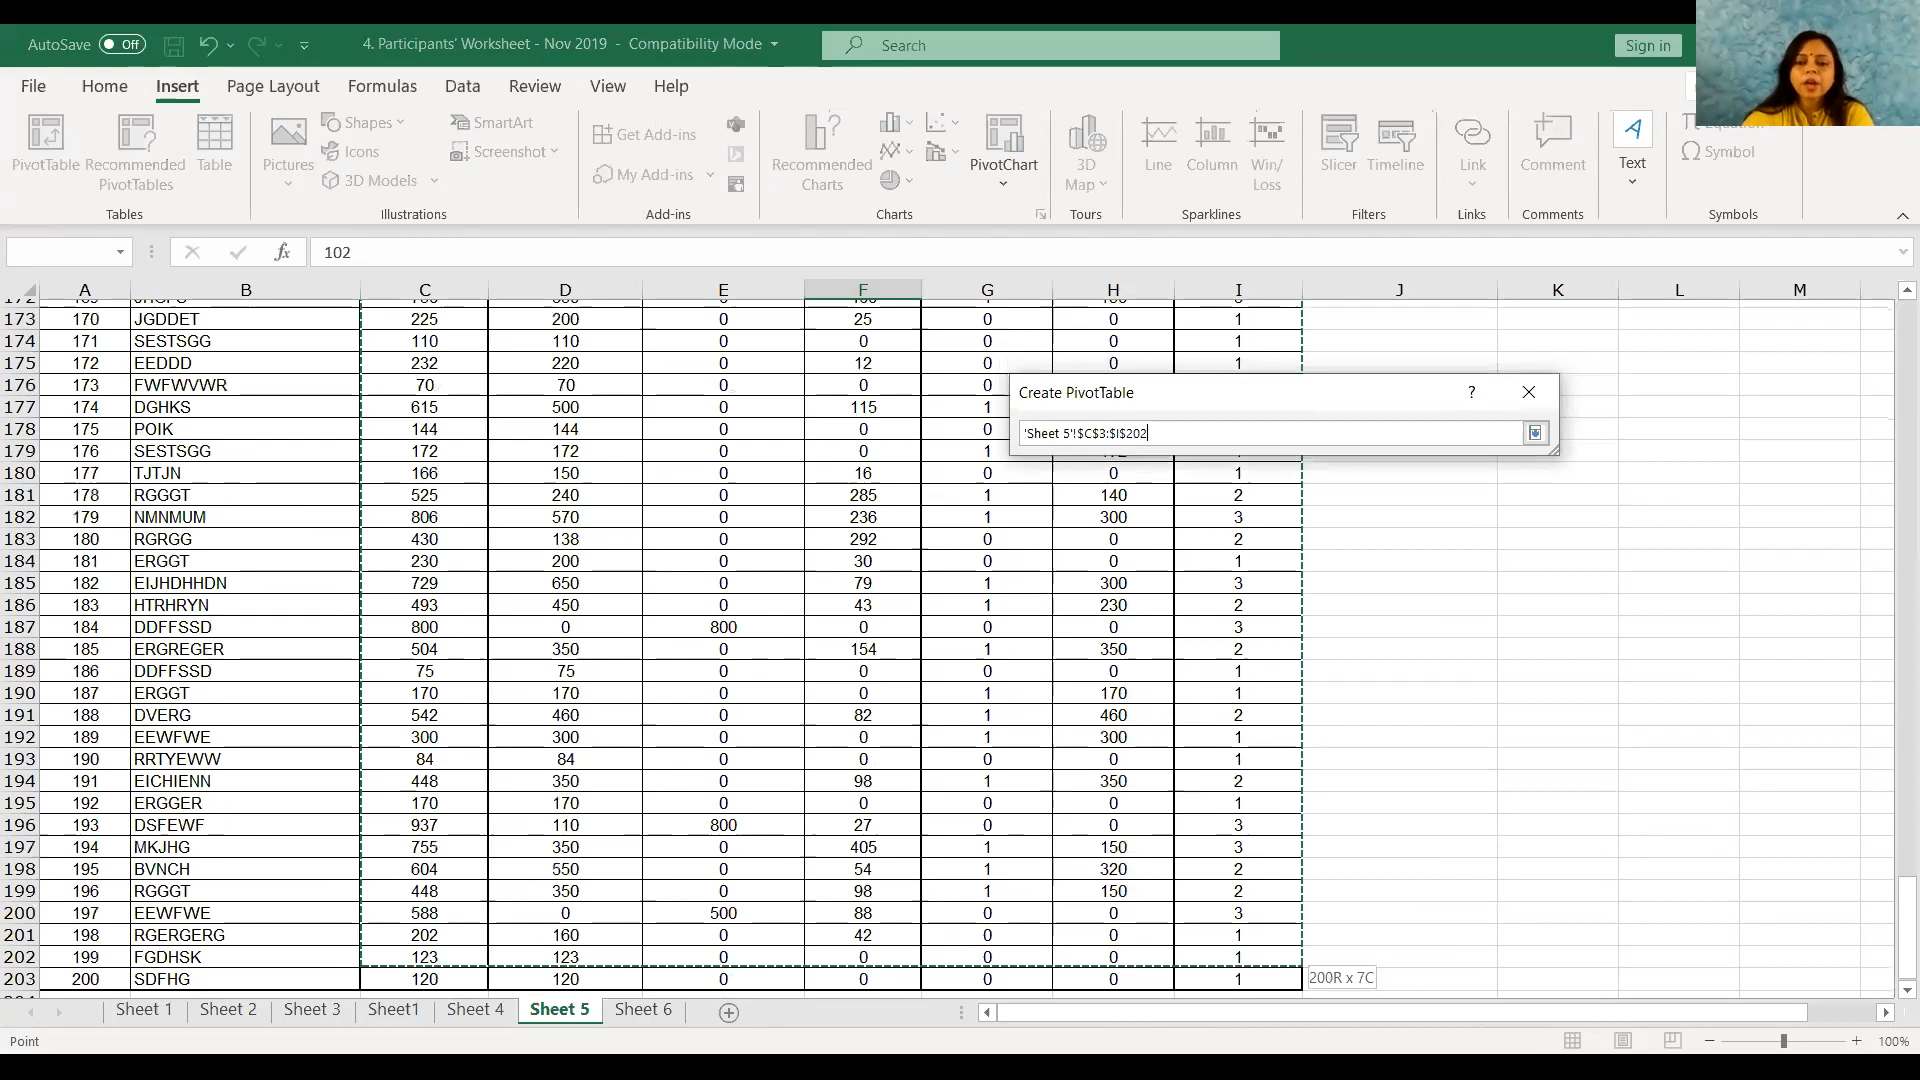 AutoSave Off 4. Participants' Worksheet - Nov 2019 - Compatibility Mode Search Sign in
File Home Insert Page Layout Formulas Data Review View Help
PivotTable Recommended PivotTables Table Pictures Shapes Icons 3D Models SmartArt Screenshot Get Add-ins My Add-ins Recommended Charts PivotChart 3D Map Line Column Win/Loss Slicer Timeline Link Comment Text Equation Symbol
Tables Illustrations Add-ins Charts Tours Sparklines Filters Links Comments Symbols
fx 102
A B C D E F G H I J K L M
173 170 JGDDET 225 200 0 25 0 0 1
174 171 SESTSGG 110 110 0 0 0 0 1
175 172 EEDDD 232 220 0 12 0 0 1
176 173 FWFWVWR 70 70 0 0 0
177 174 DGHKS 615 500 0 115 1
178 175 POIK 144 144 0 0 0
179 176 SESTSGG 172 172 0 0 1
180 177 TJTJN 166 150 0 16 0 0 1
181 178 RGGGT 525 240 0 285 1 140 2
182 179 NMNMUM 806 570 0 236 1 300 3
183 180 RGRGG 430 138 0 292 0 0 2
184 181 ERGGT 230 200 0 30 0 0 1
185 182 EIJHDHHDN 729 650 0 79 1 300 3
186 183 HTRHRYN 493 450 0 43 1 230 2
187 184 DDFFSSD 800 0 800 0 0 0 3
188 185 ERGREGER 504 350 0 154 1 350 2
189 186 DDFFSSD 75 75 0 0 0 0 1
190 187 ERGGT 170 170 0 0 1 170 1
191 188 DVERG 542 460 0 82 1 460 2
192 189 EEWFWE 300 300 0 0 1 300 1
193 190 RRTYEWW 84 84 0 0 0 0 1
194 191 EICHIENN 448 350 0 98 1 350 2
195 192 ERGGER 170 170 0 0 0 0 1
196 193 DSFEWF 937 110 800 27 0 0 3
197 194 MKJHG 755 350 0 405 1 150 3
198 195 BVNCH 604 550 0 54 1 320 2
199 196 RGGGT 448 350 0 98 1 150 2
200 197 EEWFWE 588 0 500 88 0 0 3
201 198 RGERGERG 202 160 0 42 0 0 1
202 199 FGDHSK 123 123 0 0 0 0 1
203 200 SDFHG 120 120 0 0 0 0 1
Create PivotTable ?
'Sheet 5'!$C$3:$I$202
200R x 7C
Sheet 1 Sheet 2 Sheet 3 Sheet1 Sheet 4 Sheet 5 Sheet 6
Point 100%